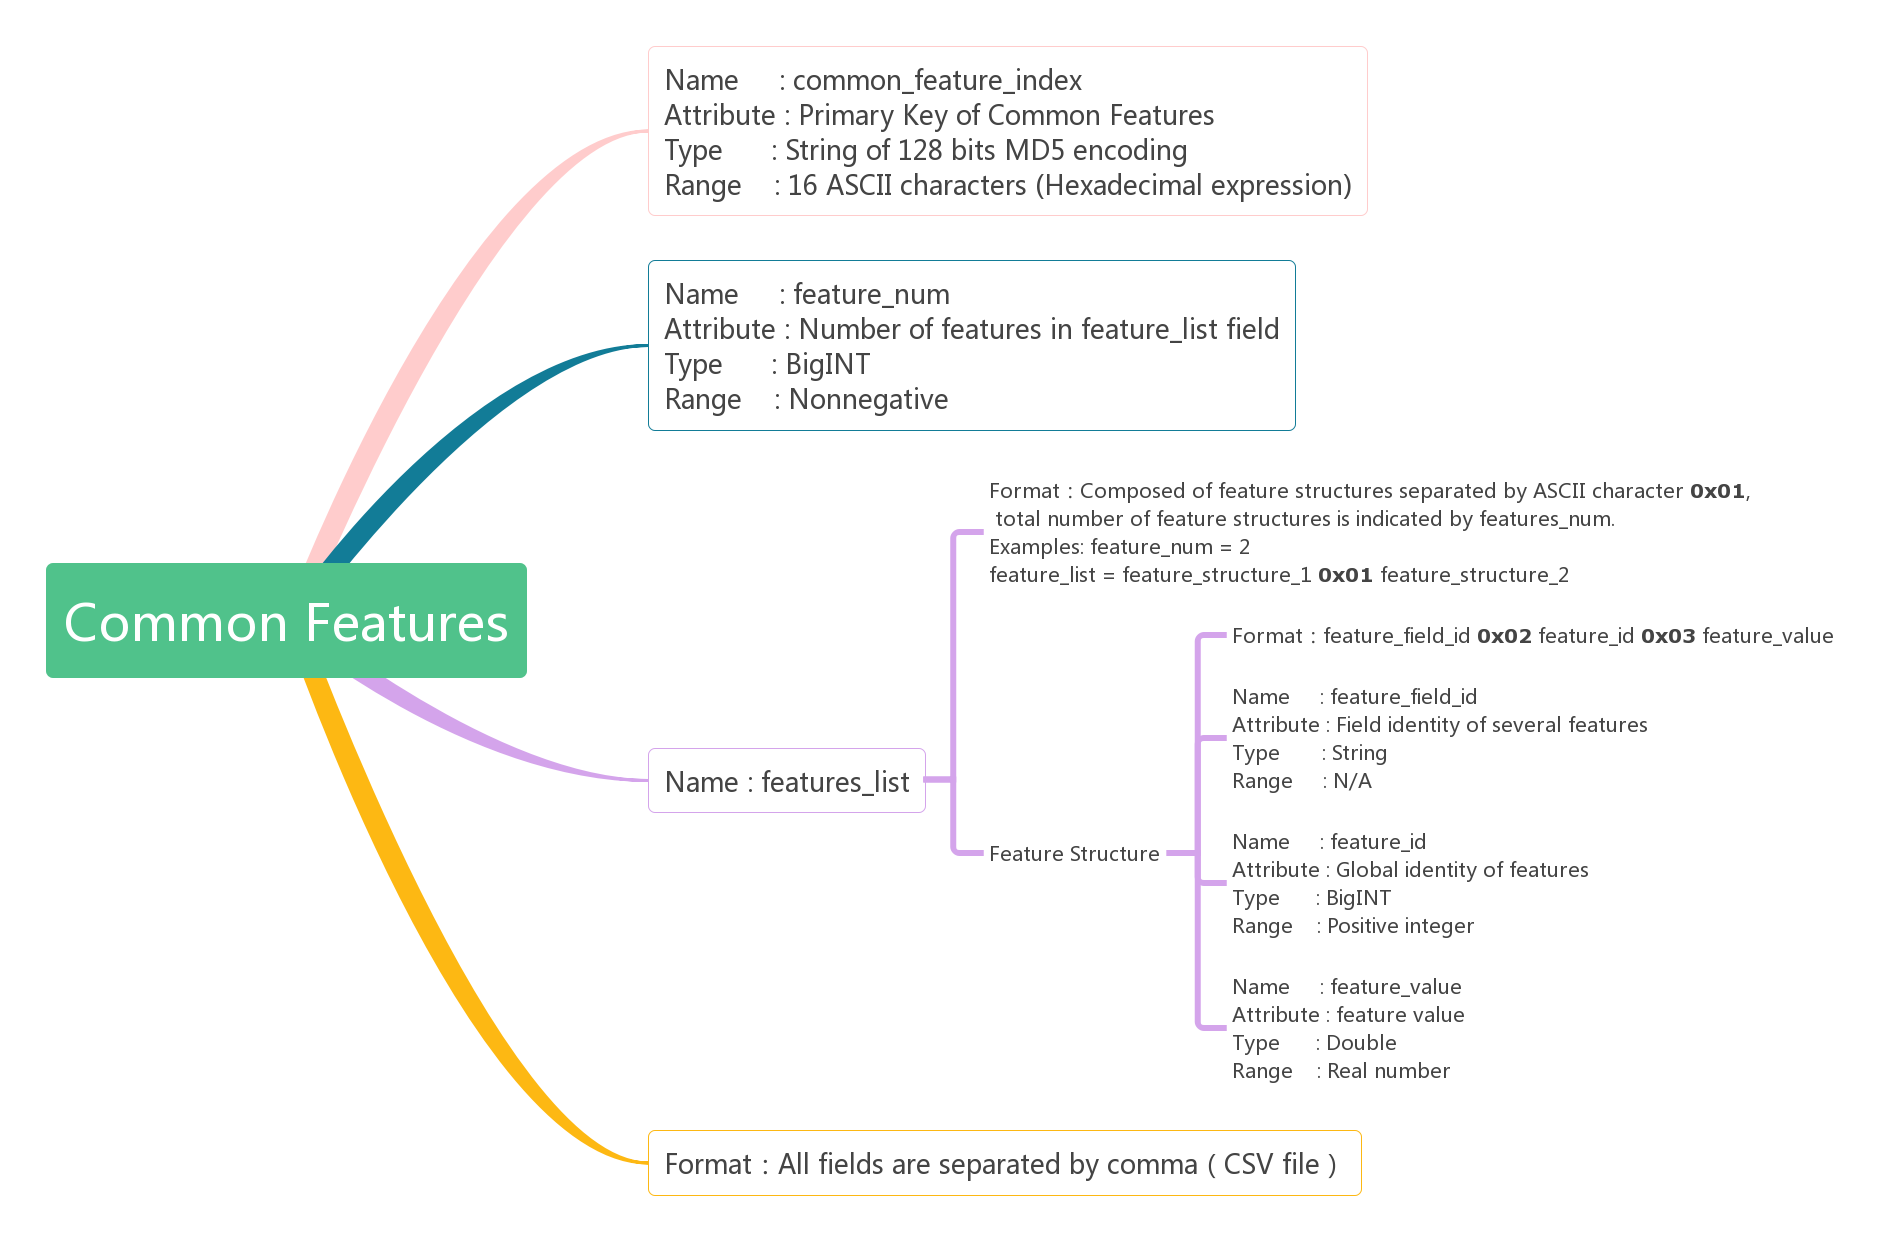 Common Features
Name : common_feature_index
Attribute : Primary Key of Common Features
Type : String of 128 bits MD5 encoding
Range : 16 ASCII characters (Hexadecimal expression)
Name : feature_num
Attribute : Number of features in feature_list field
Type : BigINT
Range : Nonnegative
Name : features_list
Format : Composed of feature structures separated by ASCII character 0x01,
total number of feature structures is indicated by features_num.
Examples: feature_num = 2
feature_list = feature_structure_1 0x01 feature_structure_2
Feature Structure
Format : feature_field_id 0x02 feature_id 0x03 feature_value
Name : feature_field_id
Attribute : Field identity of several features
Type : String
Range : N/A
Name : feature_id
Attribute : Global identity of features
Type : BigINT
Range : Positive integer
Name : feature_value
Attribute : feature value
Type : Double
Range : Real number
Format : All fields are separated by comma ( CSV file )